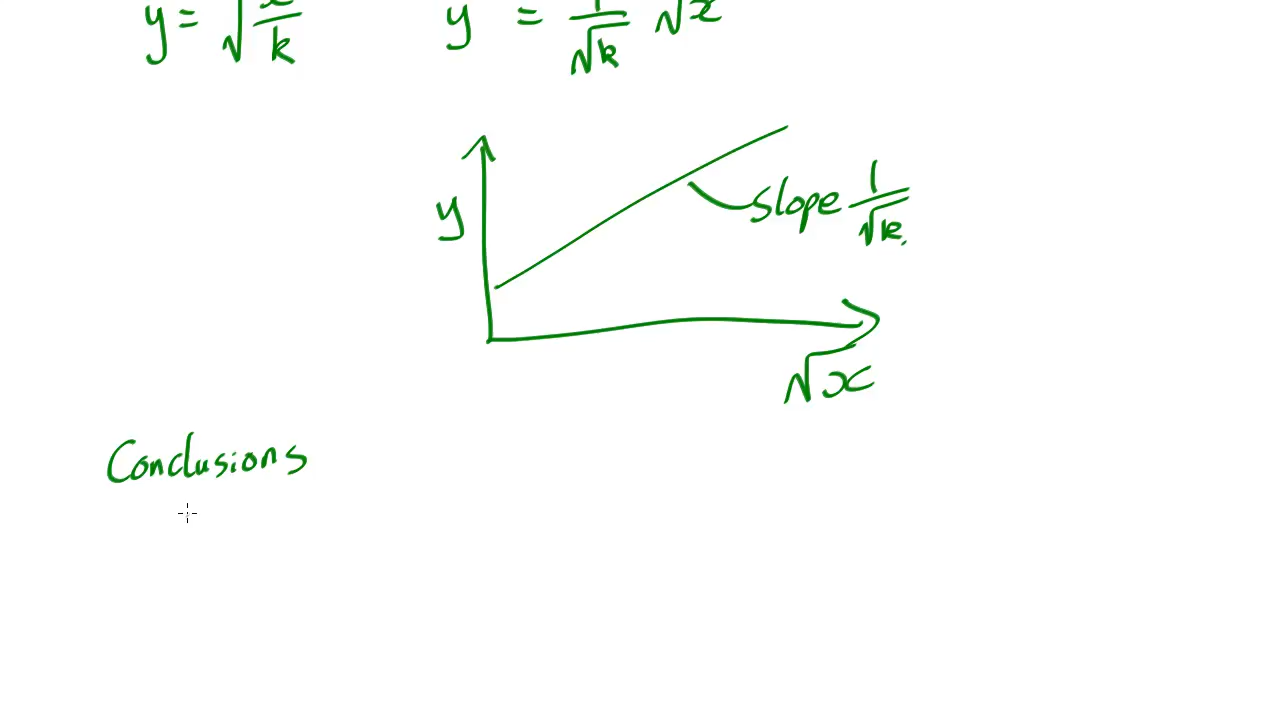 y = √(x/k)   y = 1/√k √x
y
slope 1/√k.
√x
Conclusions